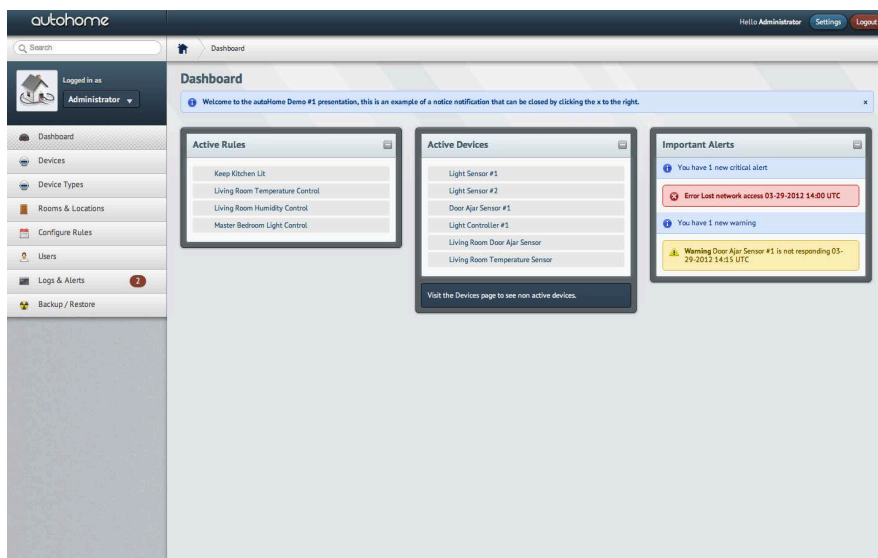 autohome
Hello Administrator
Settings
Logout
Search
Dashboard
Logged in as
Administrator
Dashboard
Welcome to the autoHome Demo #1 presentation, this is an example of a notice notification that can be closed by clicking the x to the right.
x
Dashboard
Devices
Device Types
Rooms & Locations
Configure Rules
Users
Logs & Alerts
2
Backup / Restore
Active Rules
Keep Kitchen Lit
Living Room Temperature Control
Living Room Humidity Control
Master Bedroom Light Control
Active Devices
Light Sensor #1
Light Sensor #2
Door Ajar Sensor #1
Light Controller #1
Living Room Door Ajar Sensor
Living Room Temperature Sensor
Visit the Devices page to see non active devices.
Important Alerts
You have 1 new critical alert
Error Lost network access 03-29-2012 14:00 UTC
You have 1 new warning
Warning Door Ajar Sensor #1 is not responding 03-
29-2012 14:15 UTC